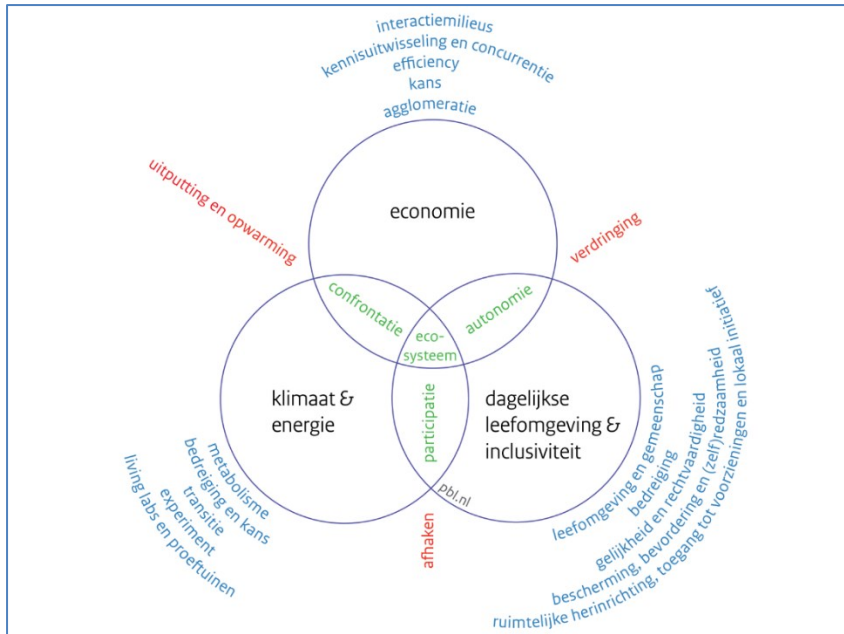 interactiemilieus
kennisuitwisseling en concurrentie
efficiency
kans
agglomeratie
uitputting en opwarming
economie
verdringing
confrontatie
autonomie
eco-
systeem
klimaat &
energie
participatie
dagelijkse
leefomgeving &
inclusiviteit
pbl.nl
afhaken
metabolisme
bedreiging en kans
transitie
experiment
living labs en proeftuinen
leefomgeving en gemeenschap
bedreiging
gelijkheid en rechtvaardigheid
bescherming, bevordering en (zelf)redzaamheid
ruimtelijke herinrichting, toegang tot voorzieningen en lokaal initiatief